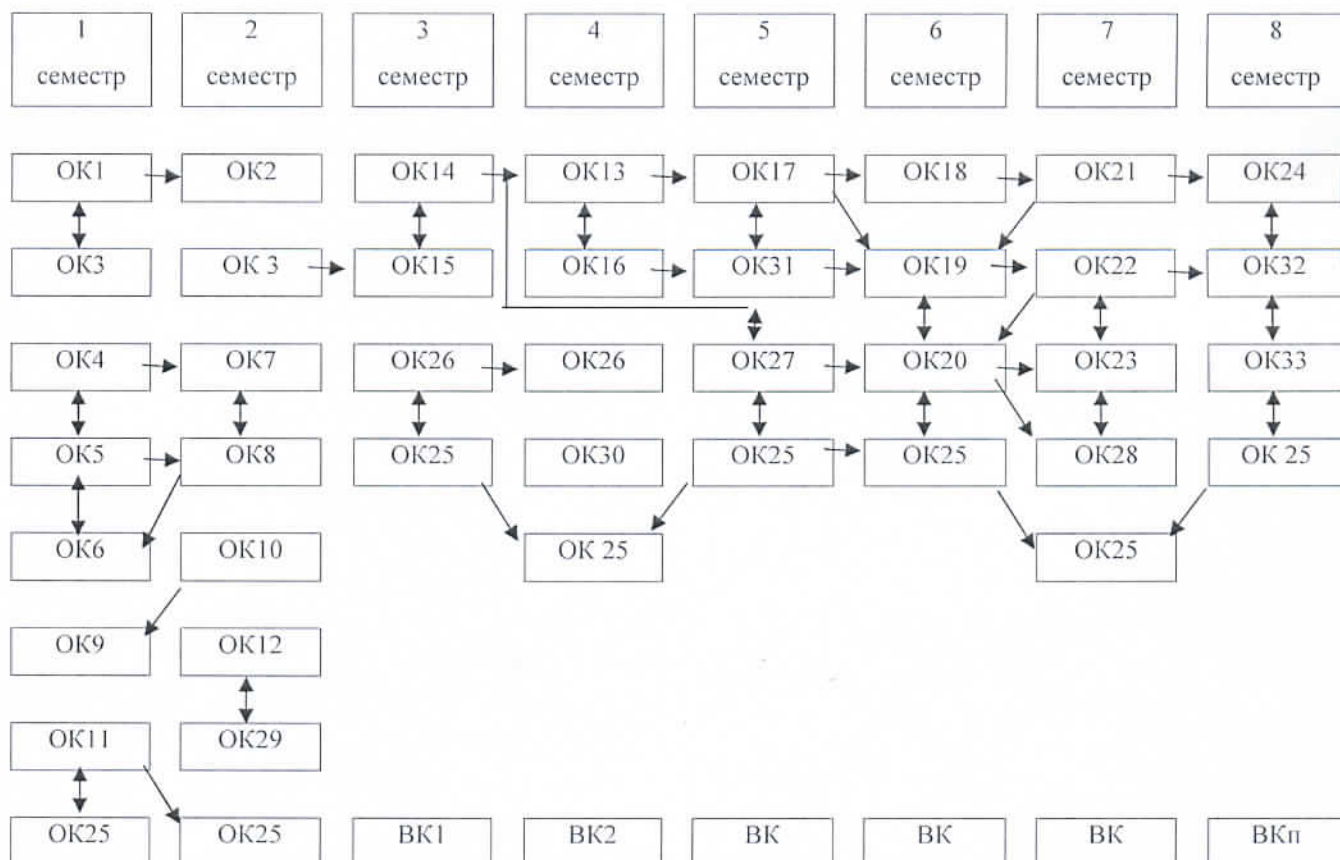 1 2 3 4 5 6 7 8
семестр семестр семестр семестр семестр семестр семестр семестр
ОК1 ОК2 ОК14 ОК13 ОК17 ОК18 ОК21 ОК24
ОК3 ОК 3 ОК15 ОК16 ОК31 ОК19 ОК22 ОК32
ОК4 ОК7 ОК26 ОК26 ОК27 ОК20 ОК23 ОК33
ОК5 ОК8 ОК25 ОК30 ОК25 ОК25 ОК28 ОК 25
ОК6 ОК10 ОК 25 ОК25
ОК9 ОК12
ОК11 ОК29
ОК25 ОК25 ВК1 ВК2 ВК ВК ВК ВКп